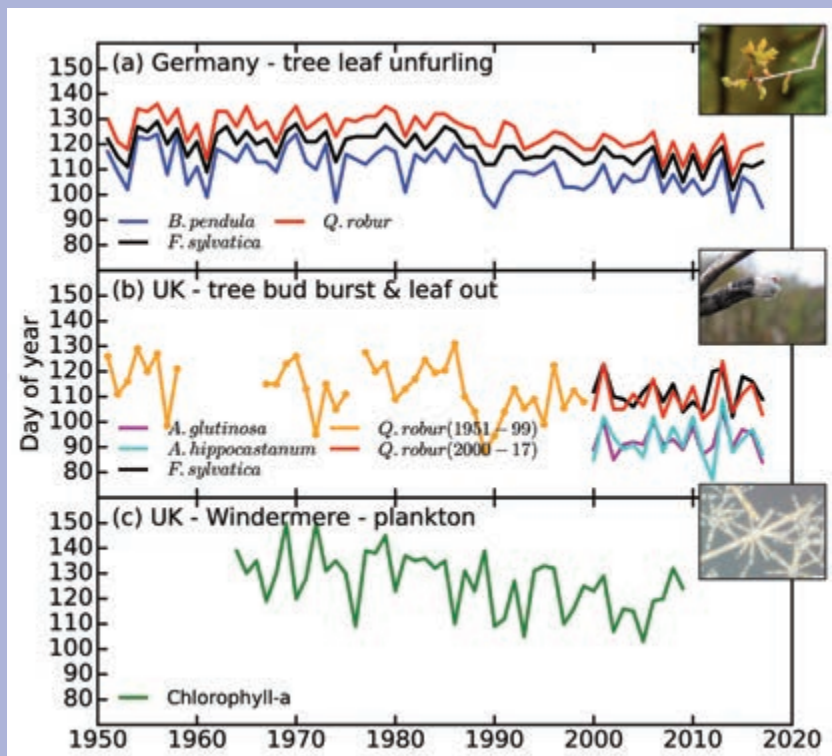 (a) Germany - tree leaf unfurling
150
140
130
120
110
100
90
80
B. pendula
Q. robur
F. sylvatica
(b) UK - tree bud burst & leaf out
Day of year
150
140
130
120
110
100
90
80
A. glutinosa
Q. robur(1951 − 99)
A. hippocastanum
Q. robur(2000 − 17)
F. sylvatica
(c) UK - Windermere - plankton
150
140
130
120
110
100
90
80
Chlorophyll-a
1950 1960 1970 1980 1990 2000 2010 2020